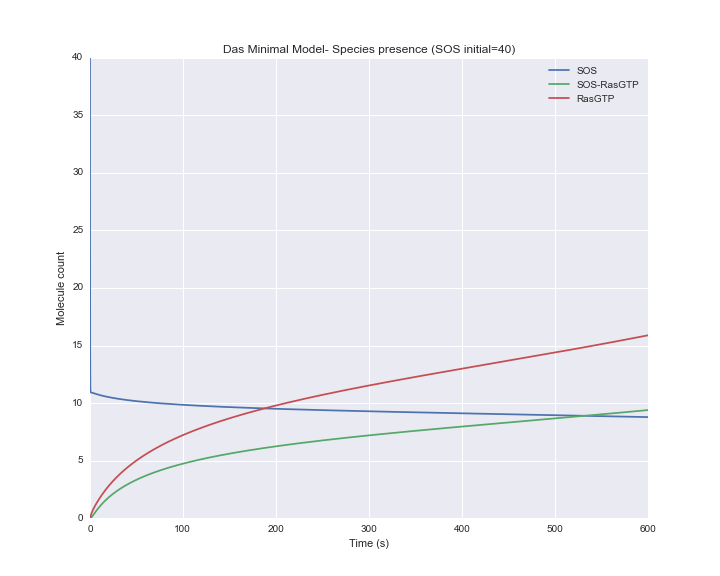 Das Minimal Model- Species presence (SOS initial=40)
SOS
SOS-RasGTP
RasGTP
Molecule count
40
35
30
25
20
15
10
5
0
0 100 200 300 400 500 600
Time (s)